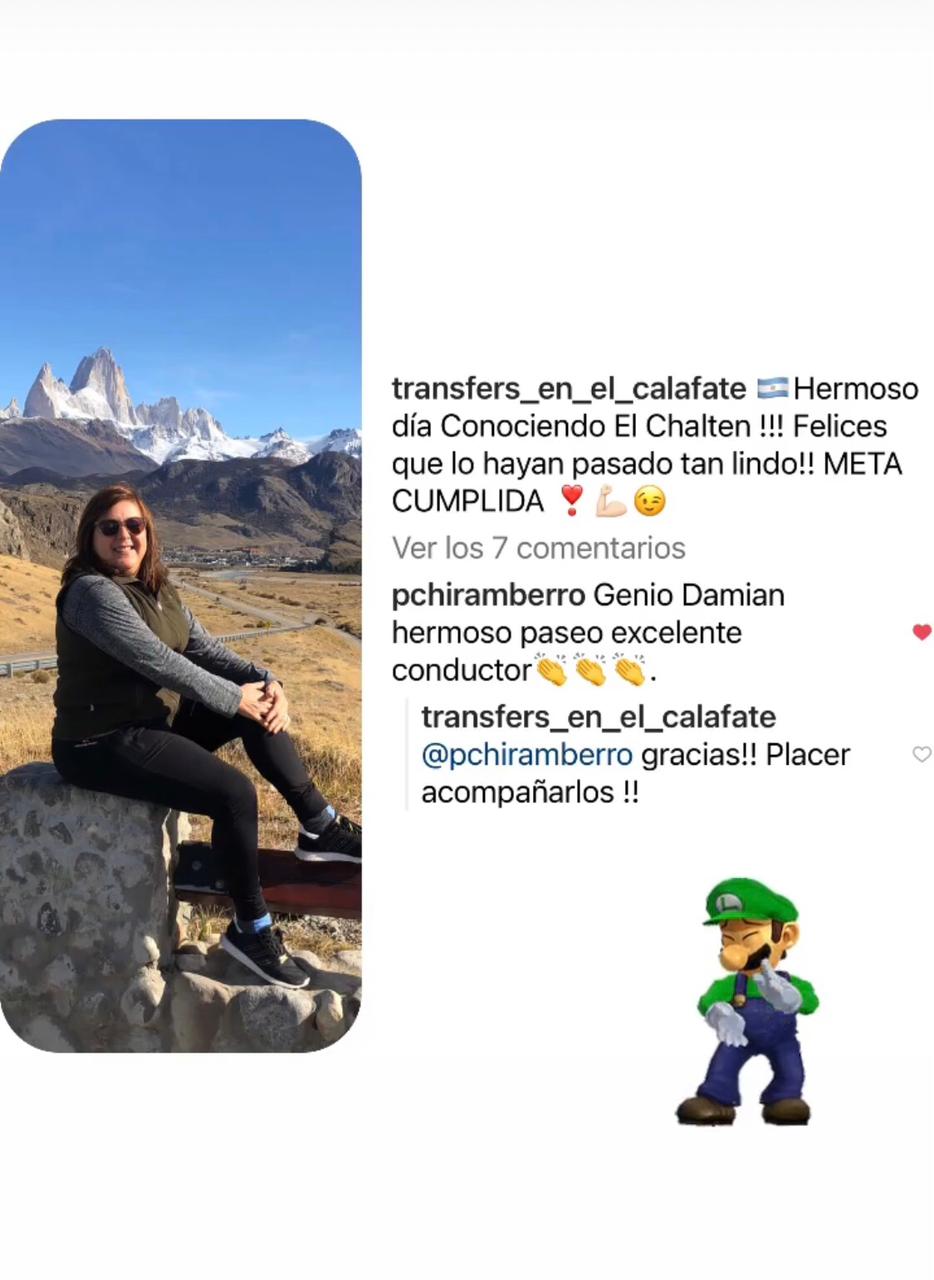 transfers_en_el_calafate 🇦🇷Hermoso
día Conociendo El Chalten !!! Felices
que lo hayan pasado tan lindo!! META
CUMPLIDA ❣️💪🏻😉
Ver los 7 comentarios
pchiramberro Genio Damian
hermoso paseo excelente
conductor👏👏👏.
transfers_en_el_calafate
@pchiramberro gracias!! Placer
acompañarlos !!
L